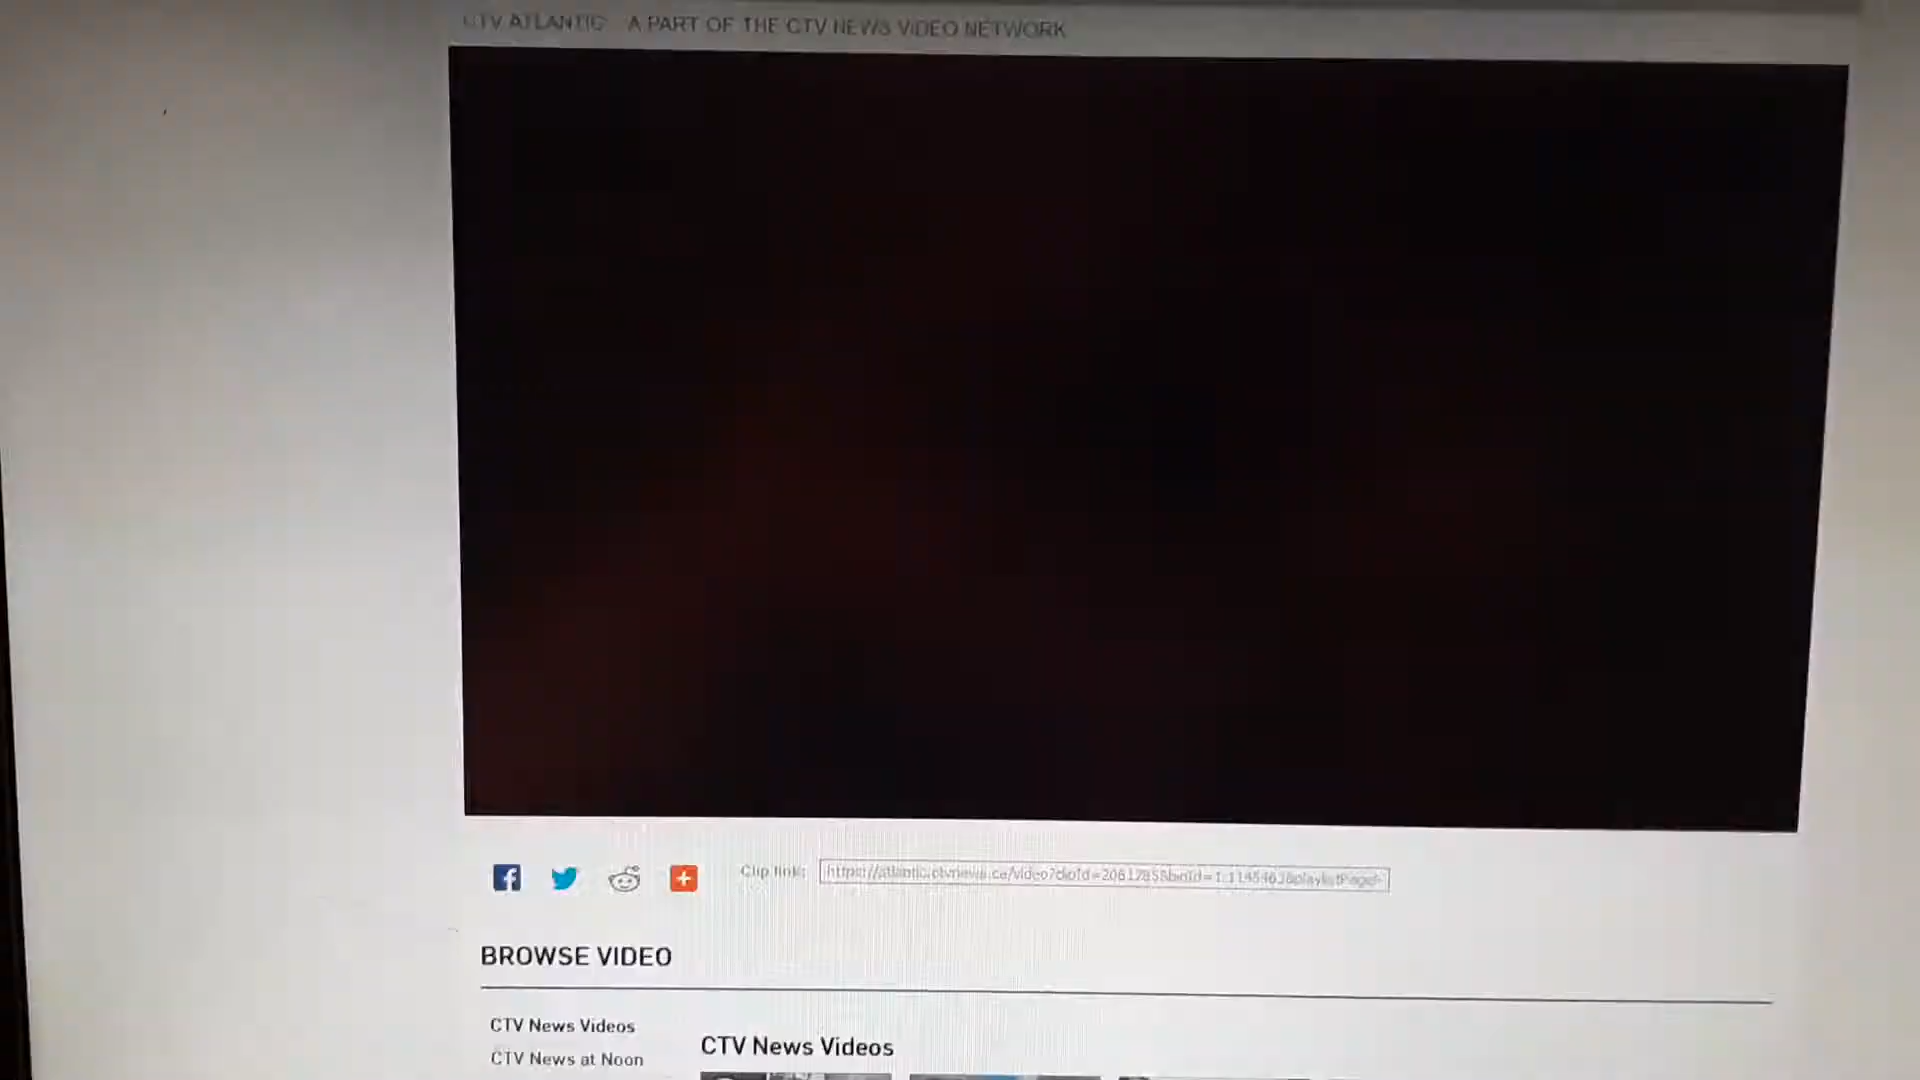 CTV ATLANTIC A PART OF THE CTV NEWS VIDEO NETWORK
Clip link:
BROWSE VIDEO
CTV News Videos
CTV News at Noon
CTV News Videos